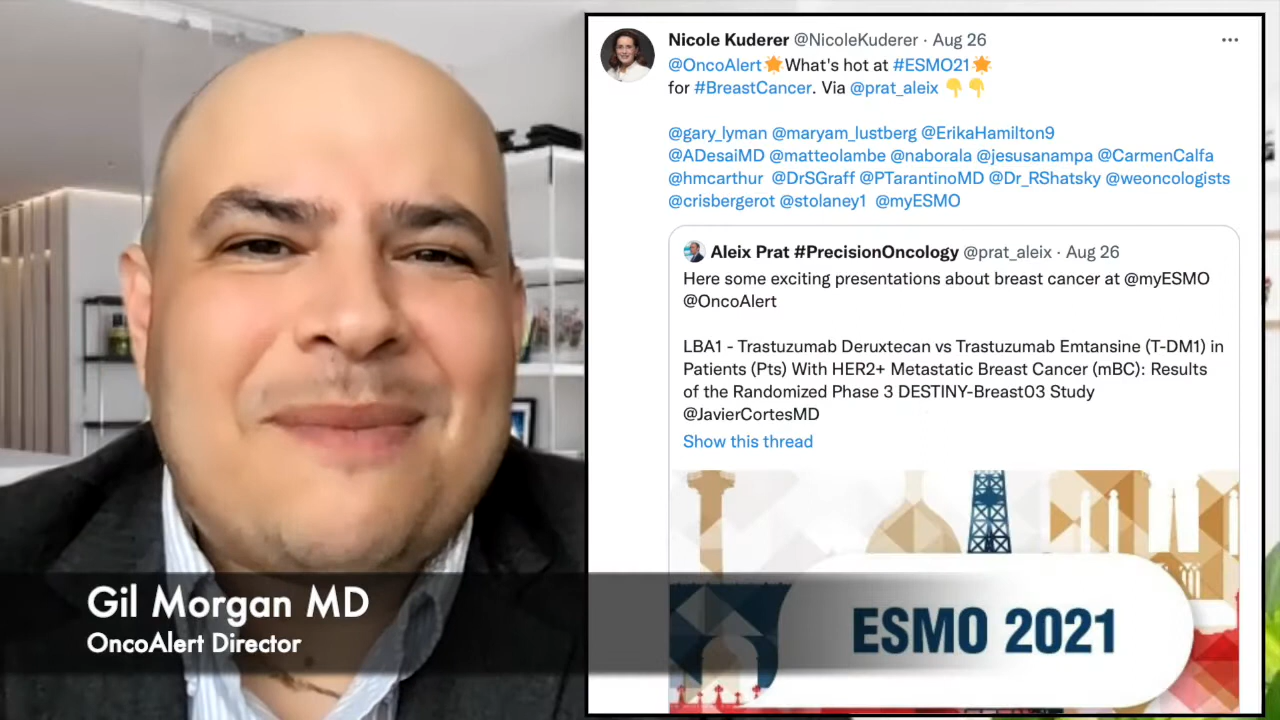 Nicole Kuderer @NicoleKuderer · Aug 26
@OncoAlert🌟What's hot at #ESMO21🌟
for #BreastCancer. Via @prat_aleix 👇👇
@gary_lyman @maryam_lustberg @ErikaHamilton9
@ADesaiMD @matteolambe @naborala @jesusanampa @CarmenCalfa
@hmcarthur @DrSGraff @PTarantinoMD @Dr_RShatsky @weoncologists
@crisbergerot @stolaney1 @myESMO
Aleix Prat #PrecisionOncology @prat_aleix · Aug 26
Here some exciting presentations about breast cancer at @myESMO
@OncoAlert
LBA1 - Trastuzumab Deruxtecan vs Trastuzumab Emtansine (T-DM1) in
Patients (Pts) With HER2+ Metastatic Breast Cancer (mBC): Results
of the Randomized Phase 3 DESTINY-Breast03 Study
@JavierCortesMD
Show this thread
ESMO 2021
Gil Morgan MD
OncoAlert Director